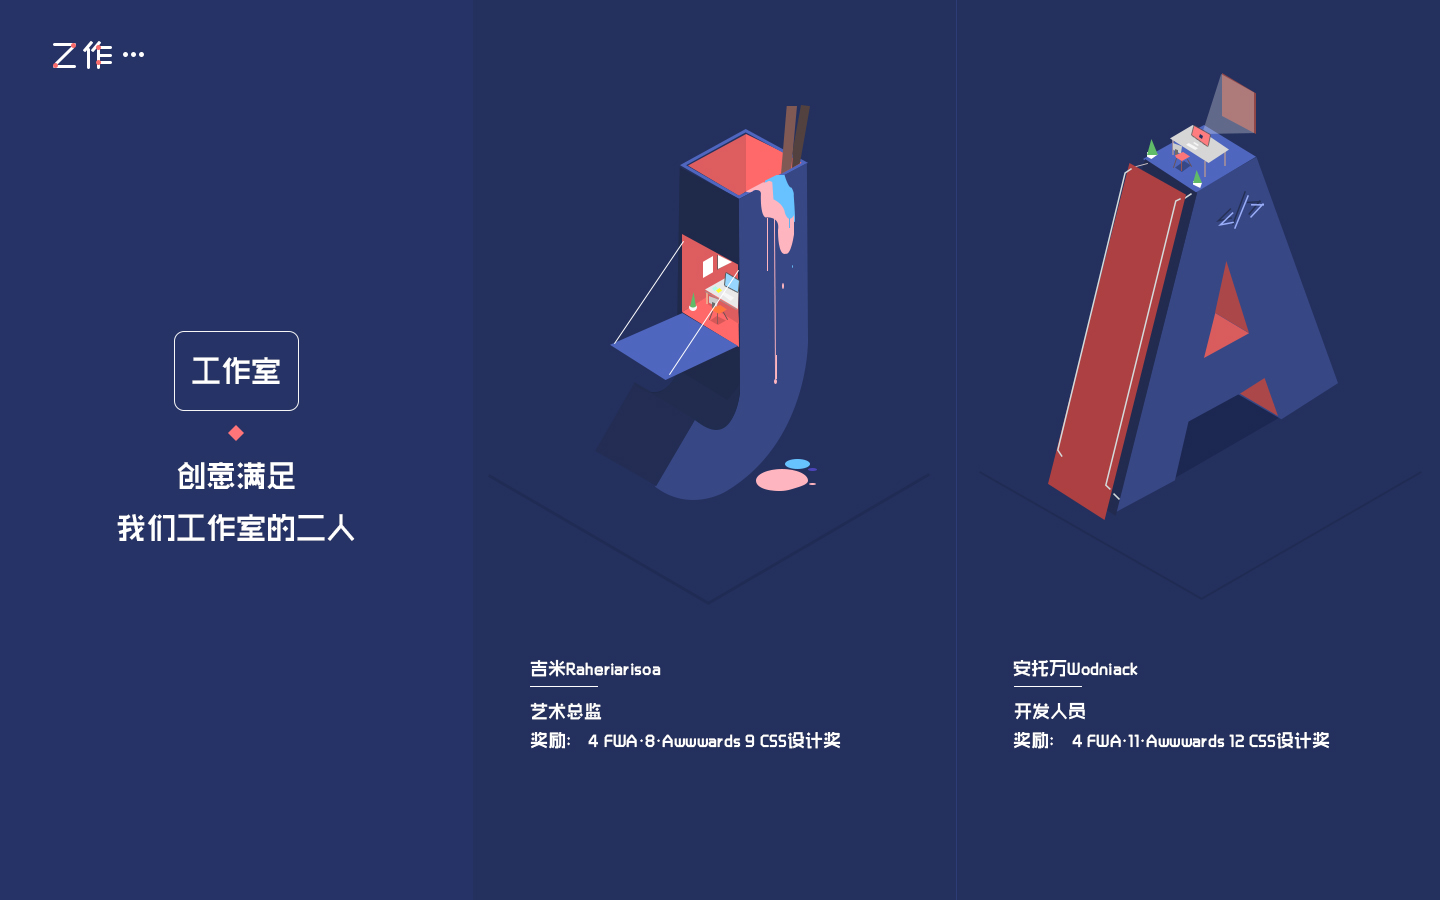 之作…
工作室
创意满足
我们工作室的二人
J
A
</>
吉米Raheriarisoa
艺术总监
奖励： 4 FWA·8·Awwwards 9 CSS设计奖
安托万Wodniack
开发人员
奖励： 4 FWA·11·Awwwards 12 CSS设计奖